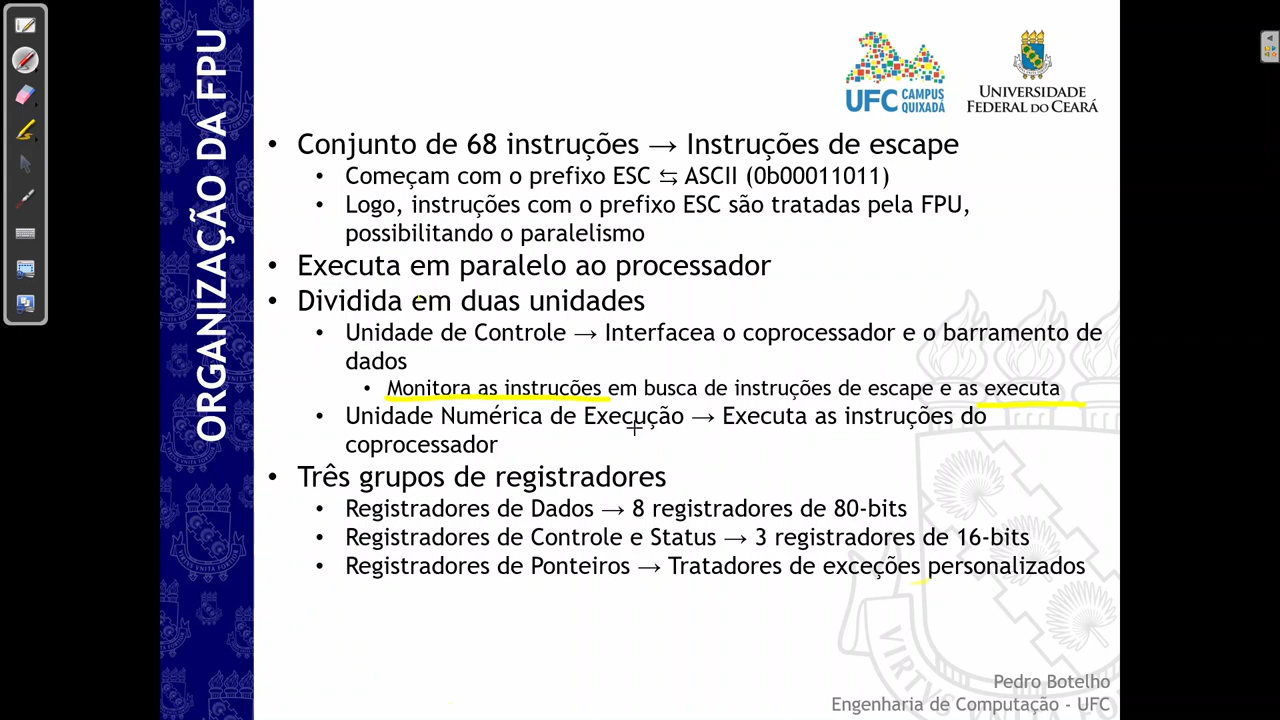 ORGANIZAÇÃO DA FPU
UFC CAMPUS QUIXADÁ
UNIVERSIDADE
FEDERAL DO CEARÁ
• Conjunto de 68 instruções → Instruções de escape
• Começam com o prefixo ESC ⇆ ASCII (0b00011011)
• Logo, instruções com o prefixo ESC são tratadas pela FPU,
possibilitando o paralelismo
• Executa em paralelo ao processador
• Dividida em duas unidades
• Unidade de Controle → Interfacea o coprocessador e o barramento de
dados
• Monitora as instruções em busca de instruções de escape e as executa
• Unidade Numérica de Execução → Executa as instruções do
coprocessador
• Três grupos de registradores
• Registradores de Dados → 8 registradores de 80-bits
• Registradores de Controle e Status → 3 registradores de 16-bits
• Registradores de Ponteiros → Tratadores de exceções personalizados
Pedro Botelho
Engenharia de Computação - UFC